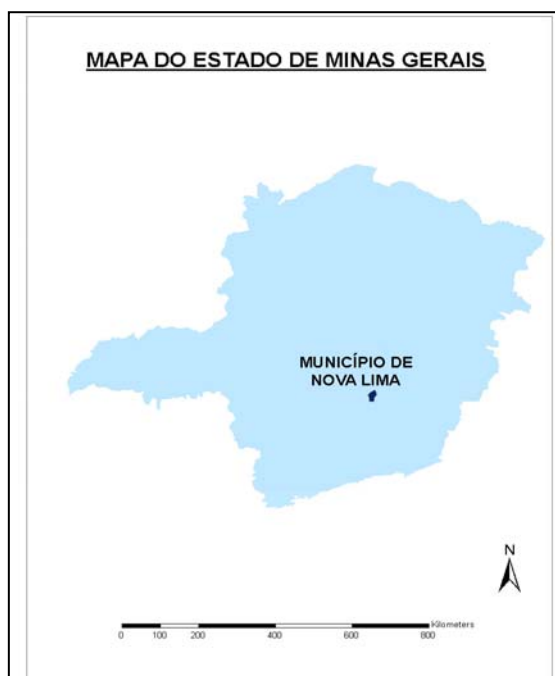 MAPA DO ESTADO DE MINAS GERAIS
MUNICÍPIO DE
NOVA LIMA
N
Kilometers
0 100 200 400 600 800